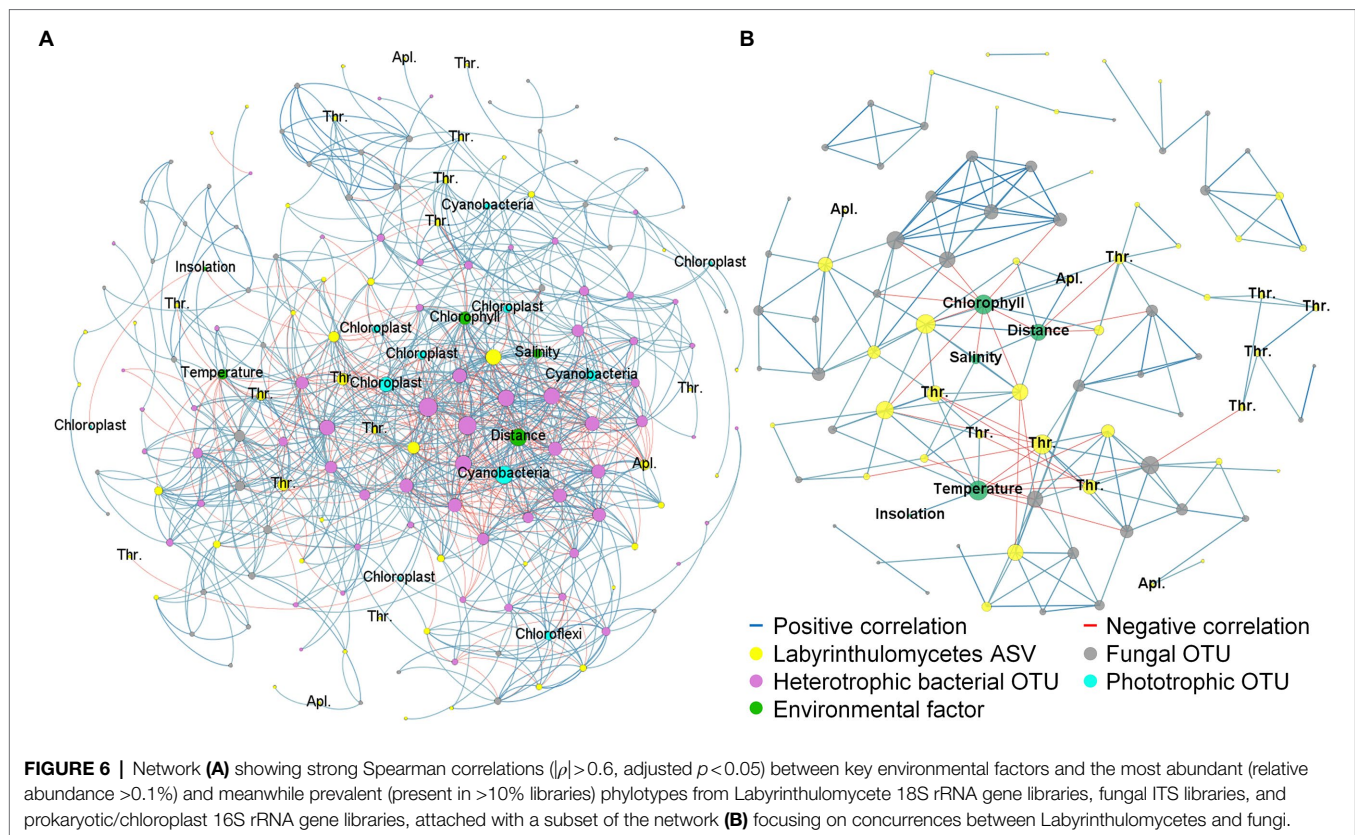 A
B
Apl.
Thr.
Thr.
Thr.
Thr.
Cyanobacteria
Thr.
Insolation
Chloroplast
Thr.
Chloroplast
Chlorophyll
Chloroplast
Chloroplast
Salinity
Temperature
Thr.
Chloroplast
Cyanobacteria
Thr.
Thr.
Chloroplast
Thr.
Distance
Cyanobacteria
Apl.
Thr.
Thr.
Chloroplast
Thr.
Chloroflexi
Apl.
Apl.
Thr.
Apl.
Chlorophyll
Thr.
Thr.
Distance
Salinity
Thr.
Thr.
Thr.
Thr.
Thr.
Temperature
Thr.
Insolation
Apl.
Positive correlation
Negative correlation
Labyrinthulomycetes ASV
Fungal OTU
Heterotrophic bacterial OTU
Phototrophic OTU
Environmental factor
FIGURE 6 | Network (A) showing strong Spearman correlations (|ρ|>0.6, adjusted p<0.05) between key environmental factors and the most abundant (relative
abundance >0.1%) and meanwhile prevalent (present in >10% libraries) phylotypes from Labyrinthulomycete 18S rRNA gene libraries, fungal ITS libraries, and
prokaryotic/chloroplast 16S rRNA gene libraries, attached with a subset of the network (B) focusing on concurrences between Labyrinthulomycetes and fungi.